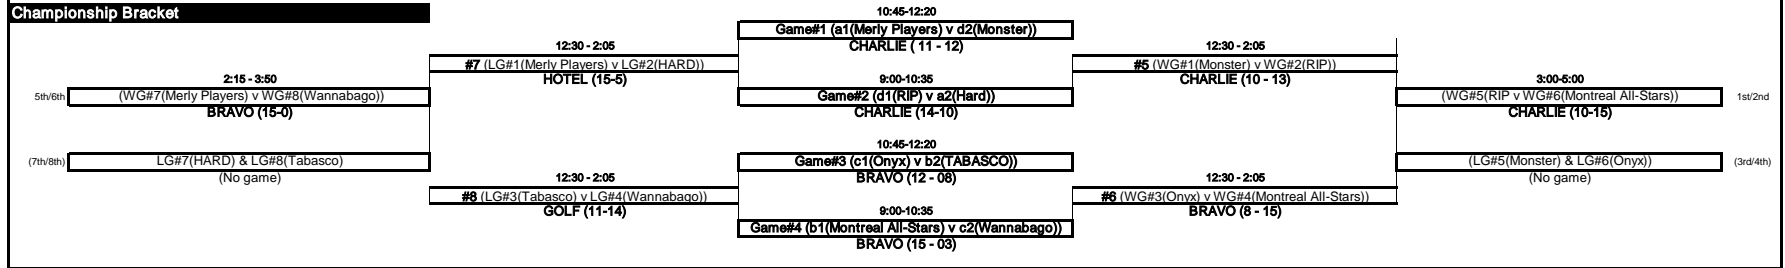 Championship Bracket
10:45-12:20
Game#1 (a1(Merly Players) v d2(Monster))
CHARLIE ( 11 - 12)
12:30 - 2:05
#7 (LG#1(Merly Players) v LG#2(HARD))
HOTEL (15-5)
12:30 - 2:05
#5 (WG#1(Monster) v WG#2(RIP))
CHARLIE (10 - 13)
2:15 - 3:50
5th/6th
(WG#7(Merly Players) v WG#8(Wannabago))
BRAVO (15-0)
9:00-10:35
Game#2 (d1(RIP) v a2(Hard))
CHARLIE (14-10)
3:00-5:00
(WG#5(RIP v WG#6(Montreal All-Stars))
1st/2nd
CHARLIE (10-15)
10:45-12:20
(7th/8th)
LG#7(HARD) & LG#8(Tabasco)
(No game)
Game#3 (c1(Onyx) v b2(TABASCO))
BRAVO (12 - 08)
(LG#5(Monster) & LG#6(Onyx))
(3rd/4th)
(No game)
12:30 - 2:05
#8 (LG#3(Tabasco) v LG#4(Wannabago))
GOLF (11-14)
12:30 - 2:05
#6 (WG#3(Onyx) v WG#4(Montreal All-Stars))
BRAVO (8 - 15)
9:00-10:35
Game#4 (b1(Montreal All-Stars) v c2(Wannabago))
BRAVO (15 - 03)